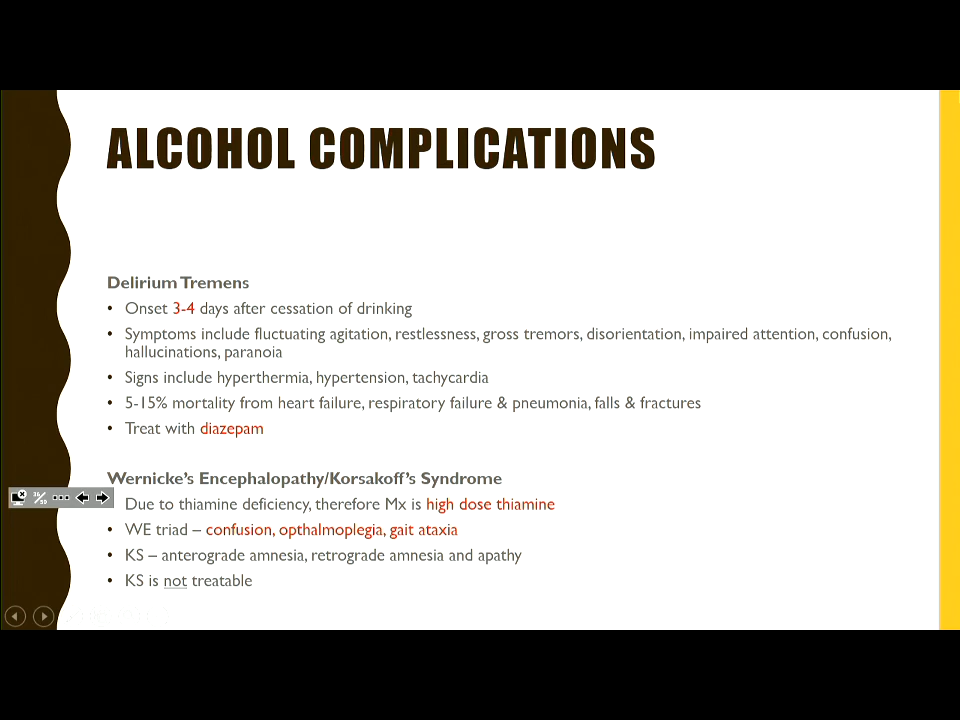 ALCOHOL COMPLICATIONS
Delirium Tremens
• Onset 3-4 days after cessation of drinking
• Symptoms include fluctuating agitation, restlessness, gross tremors, disorientation, impaired attention, confusion,
hallucinations, paranoia
• Signs include hyperthermia, hypertension, tachycardia
• 5-15% mortality from heart failure, respiratory failure & pneumonia, falls & fractures
• Treat with diazepam
Wernicke's Encephalopathy/Korsakoff's Syndrome
Due to thiamine deficiency, therefore Mx is high dose thiamine
• WE triad – confusion, opthalmoplegia, gait ataxia
• KS – anterograde amnesia, retrograde amnesia and apathy
• KS is not treatable